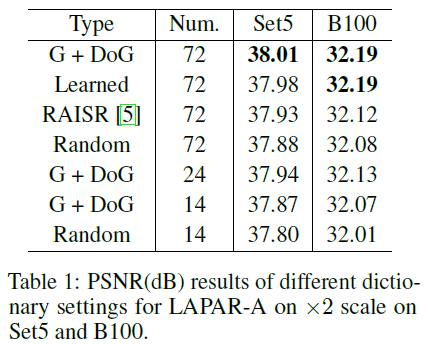 Type Num. Set5 B100
G + DoG 72 38.01 32.19
Learned 72 37.98 32.19
RAISR [5] 72 37.93 32.12
Random 72 37.88 32.08
G + DoG 24 37.94 32.13
G + DoG 14 37.87 32.07
Random 14 37.80 32.01
Table 1: PSNR(dB) results of different dictio-
nary settings for LAPAR-A on ×2 scale on
Set5 and B100.